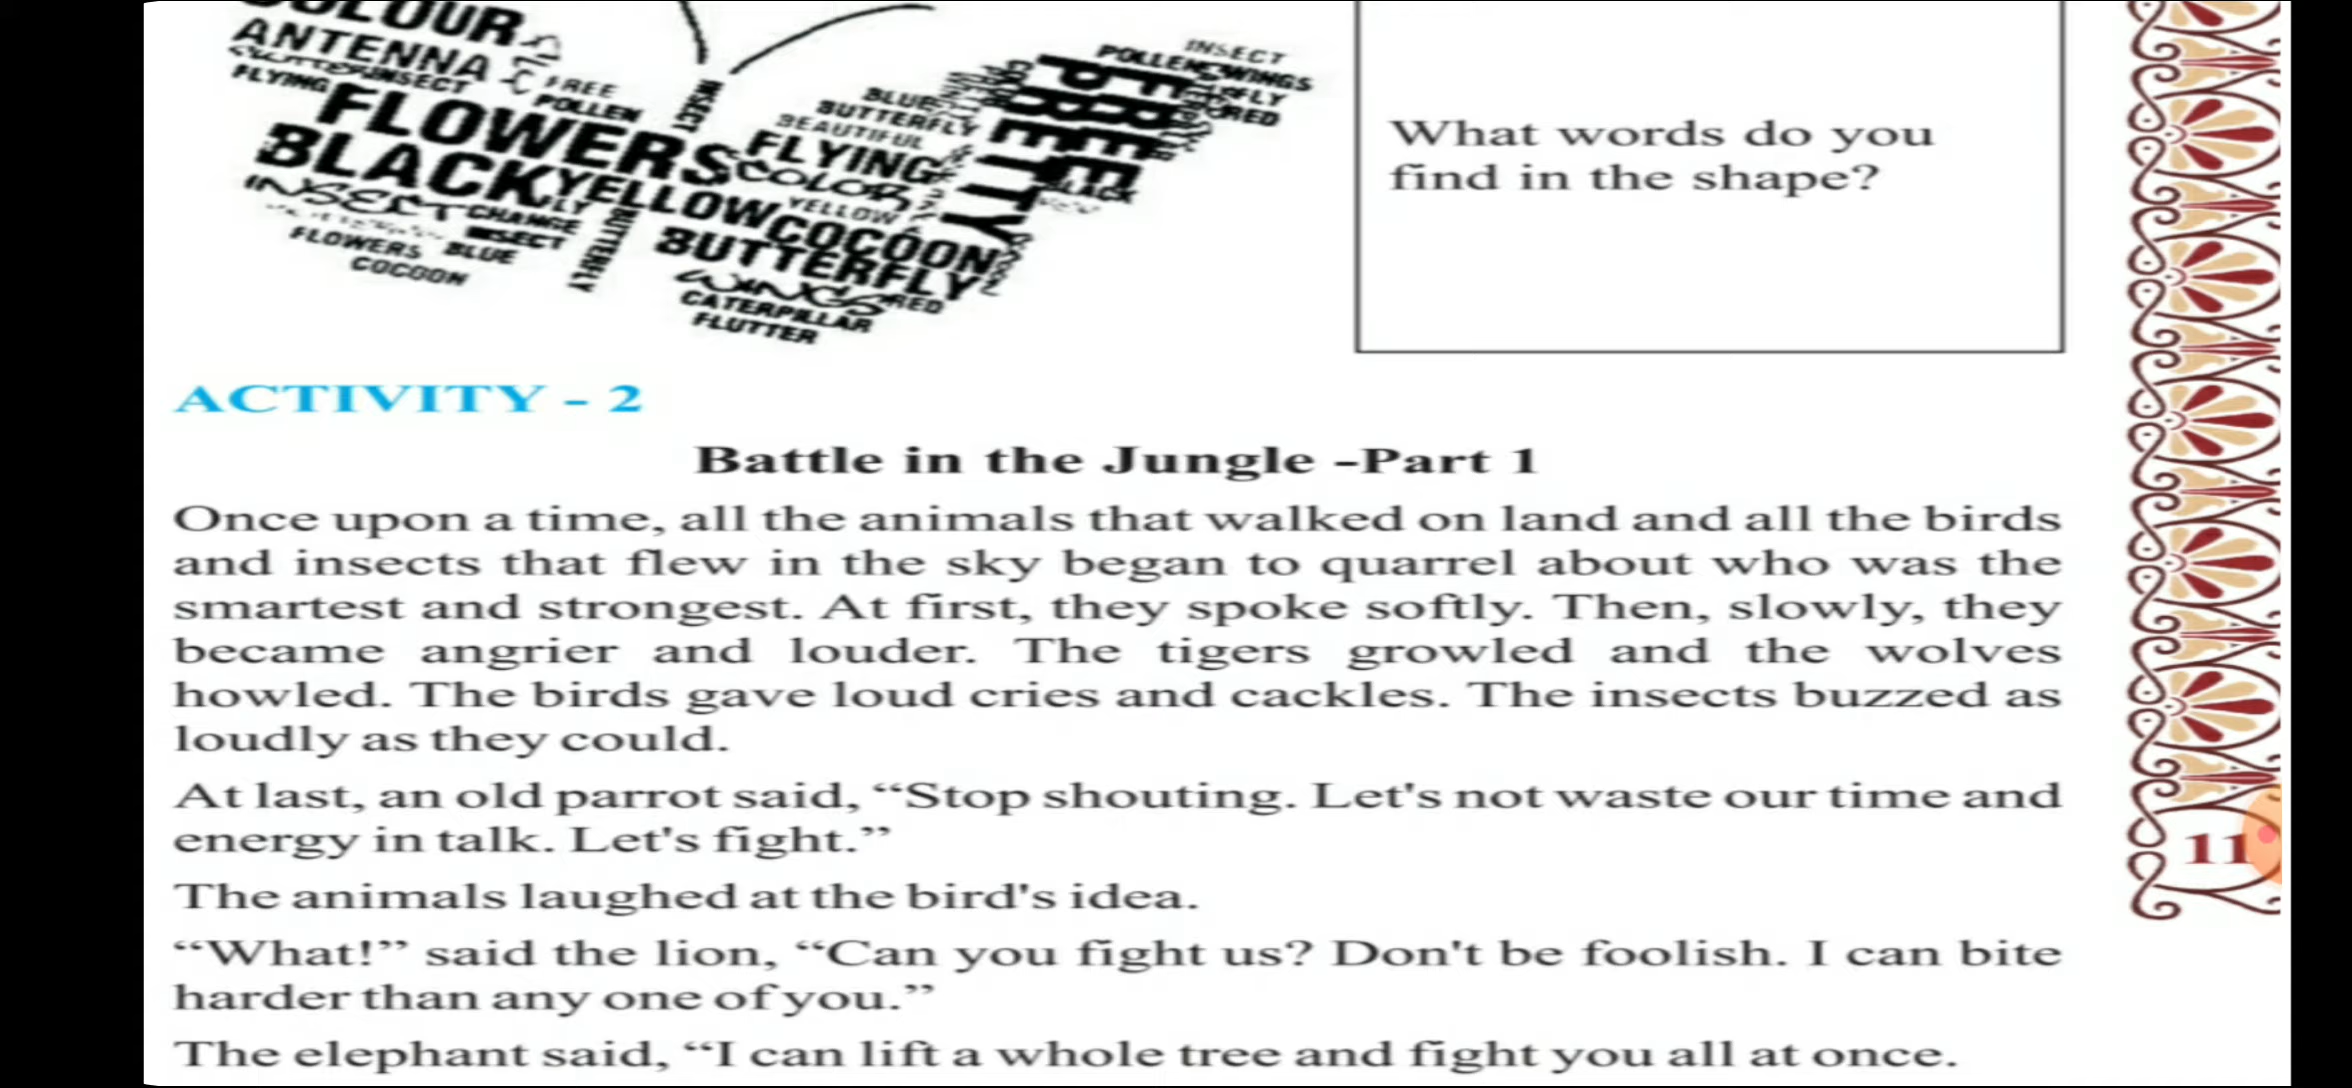 COLOUR
ANTENNA
INSECT
FLYING
FREE
POLLEN
FLOWERS
BLACK
YELLOW
COCOON
INSECT
FLY
CHANGE
INSECT
FLOWERS
BLUE
COCOON
BUTTERFLY
INSECT
BLUE
BUTTERFLY
BEAUTIFUL
FLYING
COLOR
YELLOW
BUTTERFLY
WINGS
RED
CATERPILLAR
FLUTTER
PRETTY
FREE
BLACK
INSECT
POLLEN
WINGS
FLY
RED
What words do you
find in the shape?
ACTIVITY - 2
Battle in the Jungle -Part 1
Once upon a time, all the animals that walked on land and all the birds
and insects that flew in the sky began to quarrel about who was the
smartest and strongest. At first, they spoke softly. Then, slowly, they
became angrier and louder. The tigers growled and the wolves
howled. The birds gave loud cries and cackles. The insects buzzed as
loudly as they could.
At last, an old parrot said, “Stop shouting. Let's not waste our time and
energy in talk. Let's fight.”
The animals laughed at the bird's idea.
“What!” said the lion, “Can you fight us? Don't be foolish. I can bite
harder than any one of you.”
The elephant said, “I can lift a whole tree and fight you all at once.
11